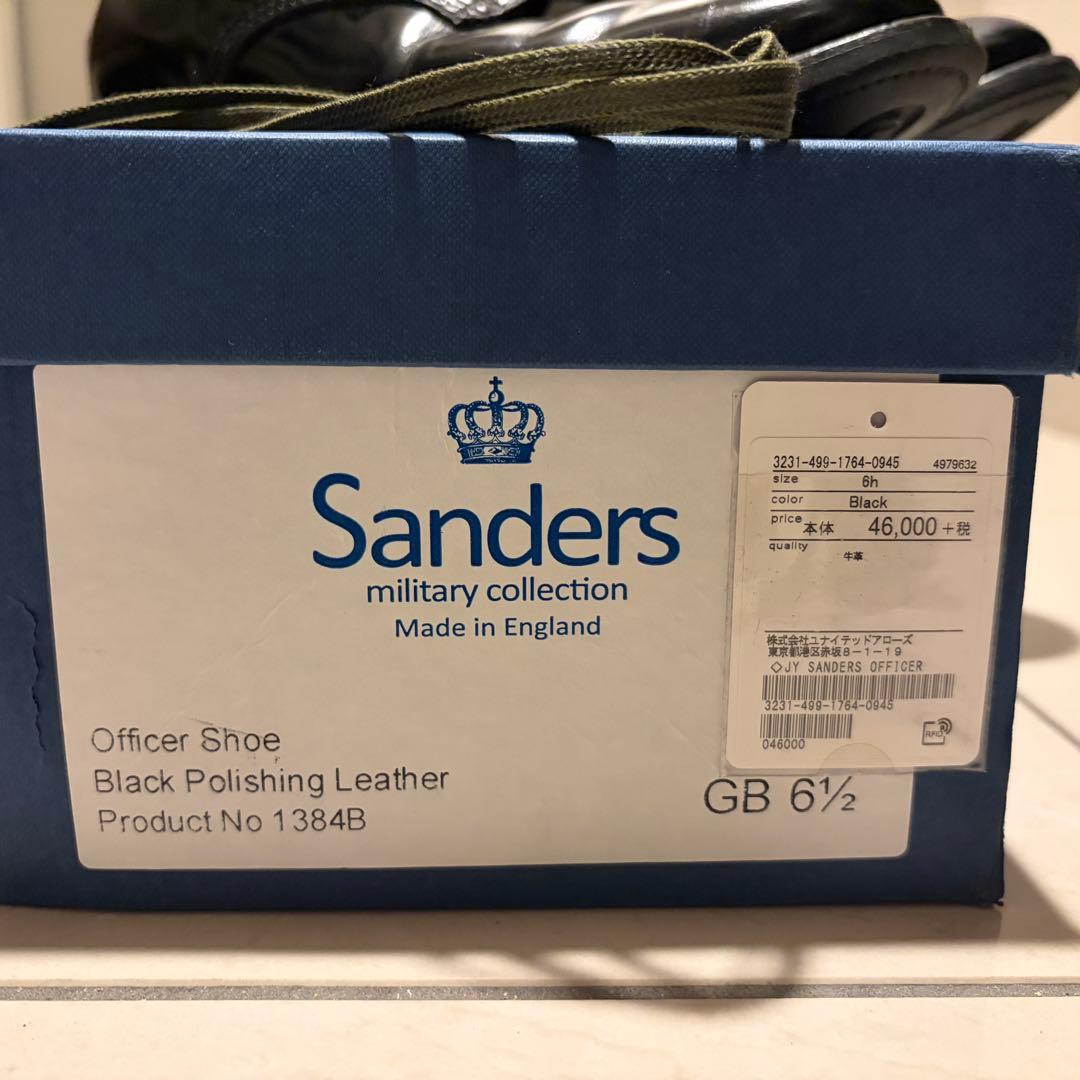 Sanders
military collection
Made in England
Officer Shoe
Black Polishing Leather
Product No 1384B
GB 6½
3231-499-1764-0945 4979632
size 6h
color Black
price 本体 46,000+税
quality 牛革
株式会社ユナイテッドアローズ
東京都港区赤坂8-1-19
◇JY SANDERS OFFICER
3231-499-1764-0945
046000
RFID